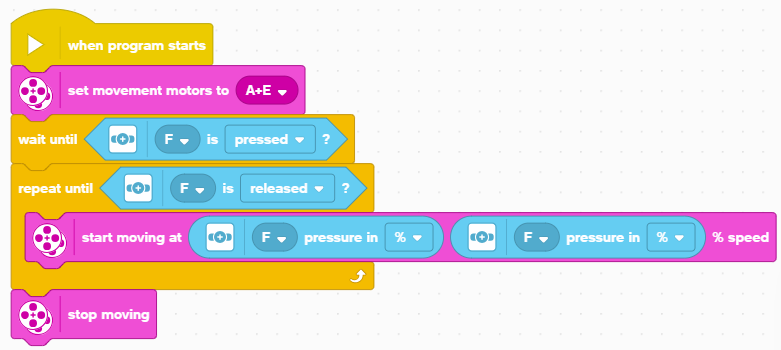 when program starts
set movement motors to A+E
wait until F is pressed ?
repeat until F is released ?
start moving at F pressure in % F pressure in % % speed
stop moving